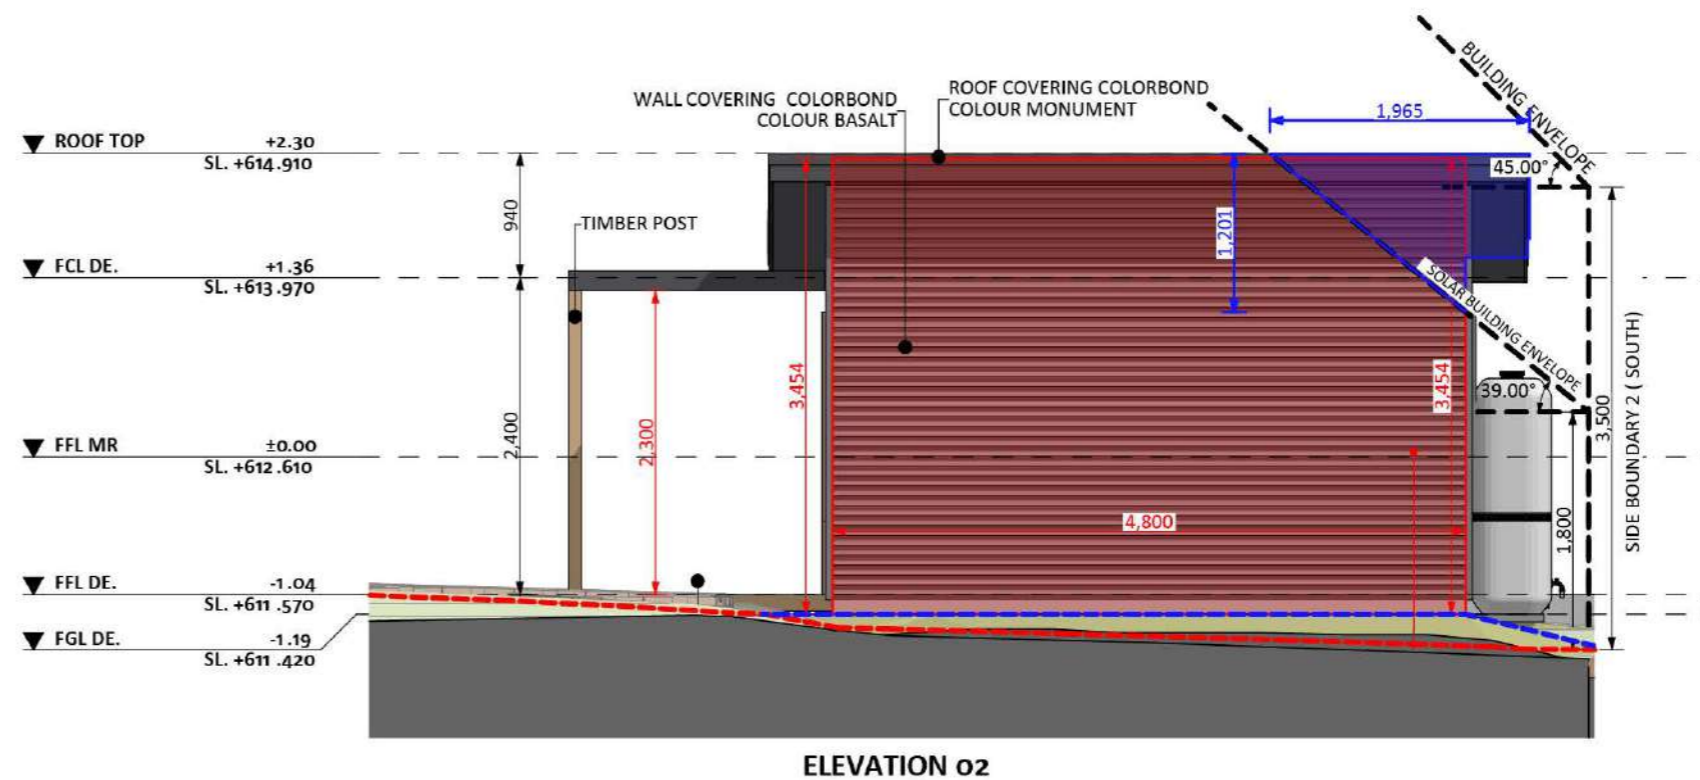 BUILDING ENVELOPE
WALL COVERING COLORBOND
COLOUR BASALT
ROOF COVERING COLORBOND
COLOUR MONUMENT
1,965
ROOF TOP +2.30
SL. +614.910
45.00°
940
TIMBER POST
1,201
FCL DE. +1.36
SL. +613.970
SOLAR BUILDING ENVELOPE
3,454
3,454
39.00°
2,400
2,300
3,500
SIDE BOUNDARY 2 ( SOUTH)
FFL MR ±0.00
SL. +612.610
4,800
1,800
FFL DE. -1.04
SL. +611.570
FGL DE. -1.19
SL. +611.420
ELEVATION 02